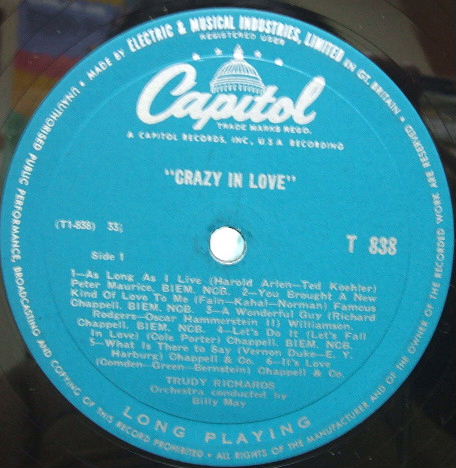 MADE BY ELECTRIC & MUSICAL INDUSTRIES, LIMITED IN GT. BRITAIN • ALL RIGHTS OF THE MANUFACTURER AND OF THE OWNER OF THE RECORDED WORK ARE RESERVED
UNAUTHORISED PUBLIC PERFORMANCE, BROADCASTING AND COPYING OF THIS RECORD PROHIBITED
REGISTERED USER
Capitol
TRADE MARKS REGD.
A CAPITOL RECORDS, INC., U.S.A. RECORDING
"CRAZY IN LOVE"
(T1-838) 33⅓
T 838
Side 1
1—As Long As I Live (Harold Arlen—Ted Koehler)
Peter Maurice. BIEM. NCB. 2—You Brought A New
Kind Of Love To Me (Fain—Kahal—Norman) Famous
Chappell. BIEM. NCB. 3—A Wonderful Guy (Richard
Rodgers—Oscar Hammerstein II) Williamson.
Chappell. BIEM. NCB. 4—Let's Do it (Let's Fall
In Love) (Cole Porter) Chappell. BIEM. NCB.
5—What Is There to Say (Vernon Duke—E. Y.
Harburg) Chappell & Co. 6—It's Love
(Comden—Green—Bernstein) Chappell & Co.
TRUDY RICHARDS
Orchestra conducted by
Billy May
LONG PLAYING